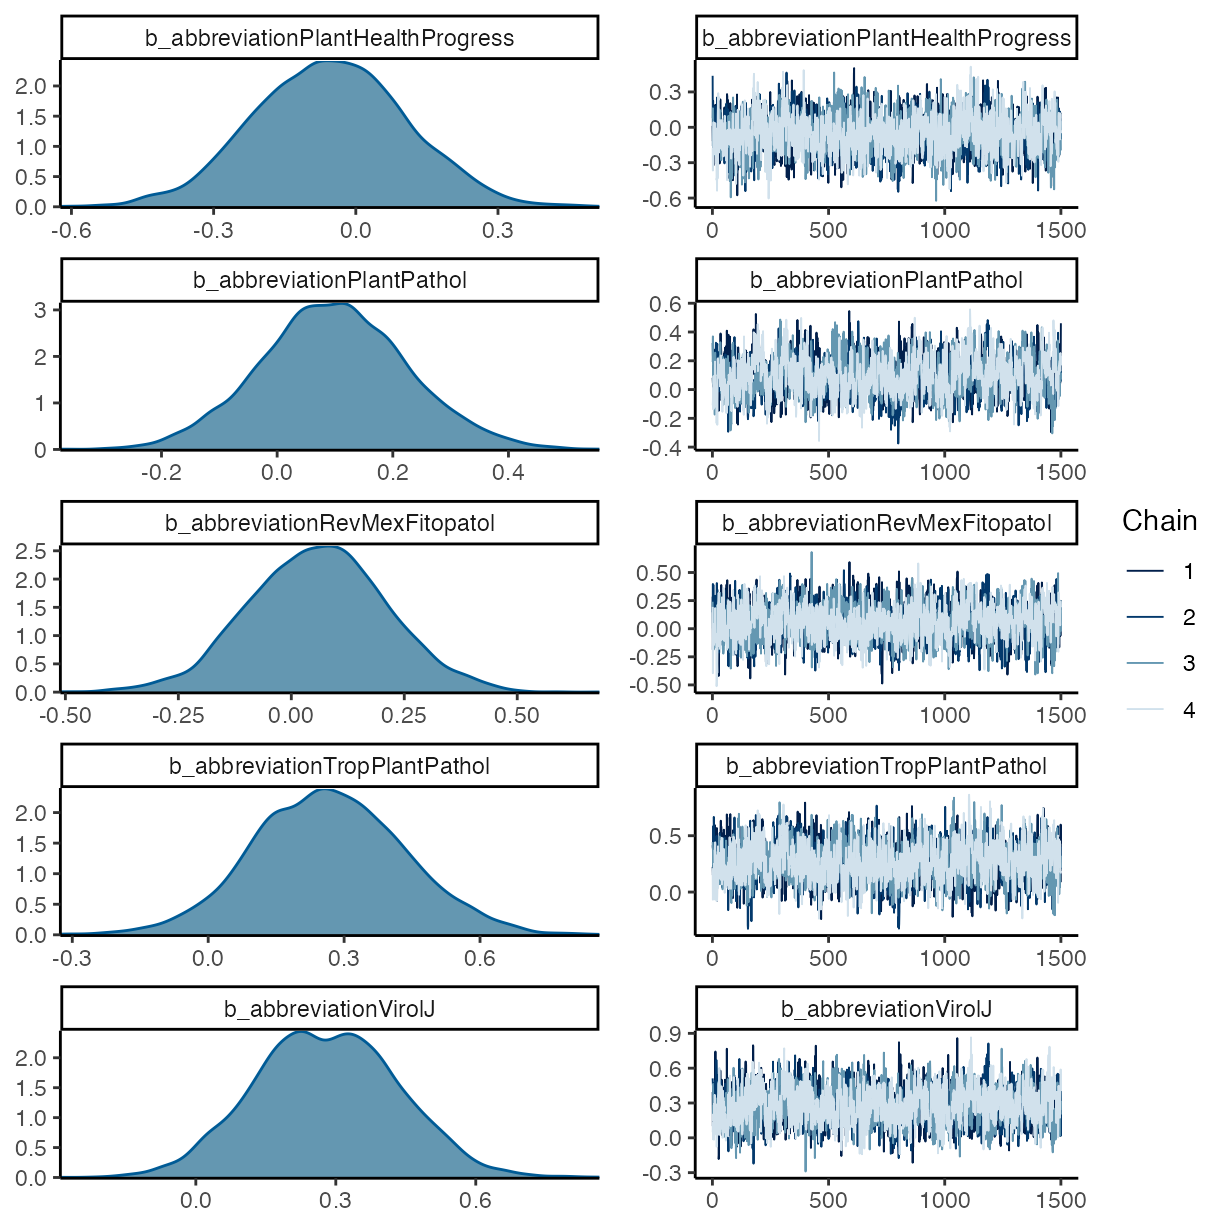 b_abbreviationPlantHealthProgress
2.0
1.5
1.0
0.5
0.0
-0.6 -0.3 0.0 0.3
b_abbreviationPlantHealthProgress
0.3
0.0
-0.3
-0.6
0 500 1000 1500
b_abbreviationPlantPathol
3
2
1
0
-0.2 0.0 0.2 0.4
b_abbreviationPlantPathol
0.6
0.4
0.2
0.0
-0.2
-0.4
0 500 1000 1500
b_abbreviationRevMexFitopatol
2.5
2.0
1.5
1.0
0.5
0.0
-0.50 -0.25 0.00 0.25 0.50
b_abbreviationRevMexFitopatol
0.50
0.25
0.00
-0.25
-0.50
0 500 1000 1500
b_abbreviationTropPlantPathol
2.0
1.5
1.0
0.5
0.0
-0.3 0.0 0.3 0.6
b_abbreviationTropPlantPathol
0.5
0.0
0 500 1000 1500
b_abbreviationVirolJ
2.0
1.5
1.0
0.5
0.0
0.0 0.3 0.6
b_abbreviationVirolJ
0.9
0.6
0.3
0.0
-0.3
0 500 1000 1500
Chain
1
2
3
4